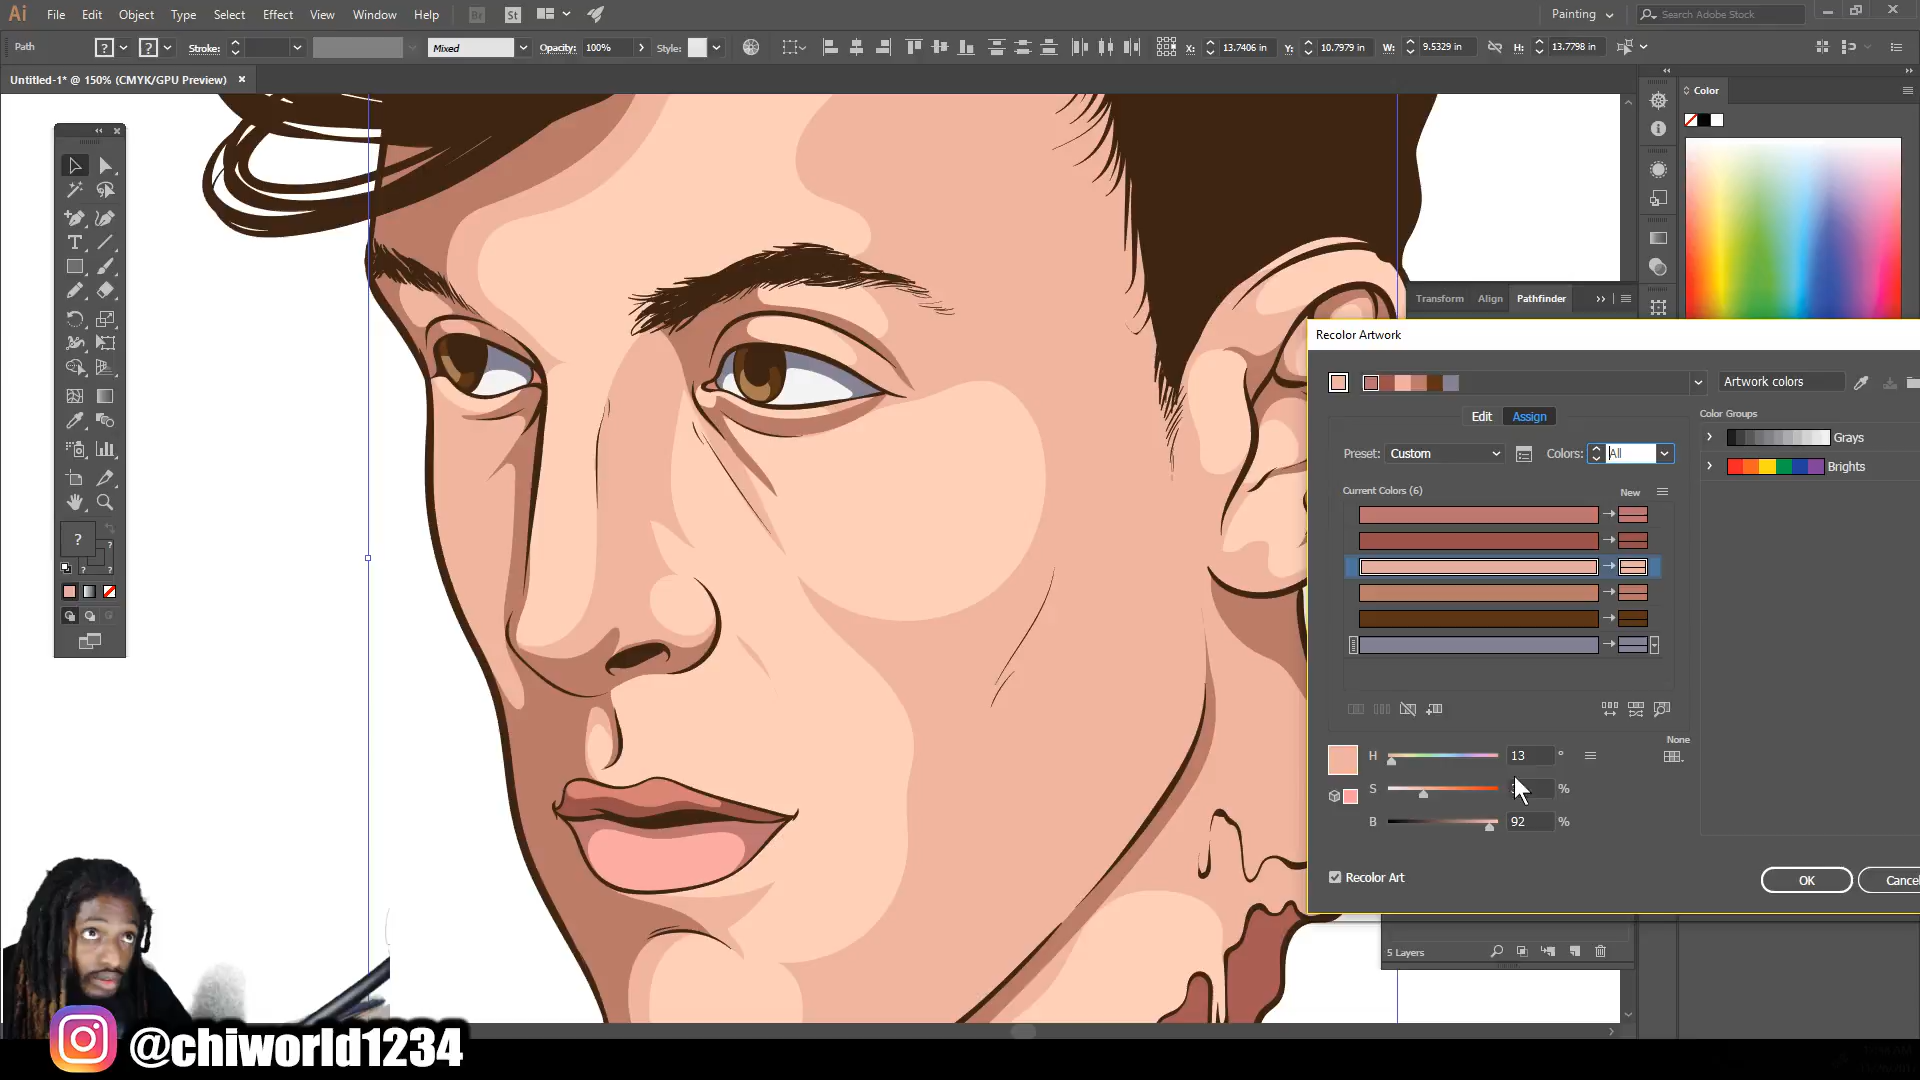 Ai File Edit Object Type Select Effect View Window Help Br St Painting Search Adobe Stock
Path ? ? Stroke: Mixed Opacity: 100% Style: X: 13.7406 in Y: 10.7979 in W: 9.5329 in H: 13.7798 in
Untitled-1* @ 150% (CMYK/GPU Preview)
Color
Transform Align Pathfinder
Recolor Artwork
Artwork colors
Edit Assign
Color Groups
Preset: Custom Colors: All
Grays
Brights
Current Colors (6) New
T
?
?
? ?
None
H 13 °
S %
B 92 %
Recolor Art
OK Cance
5 Layers
@chiworld1234